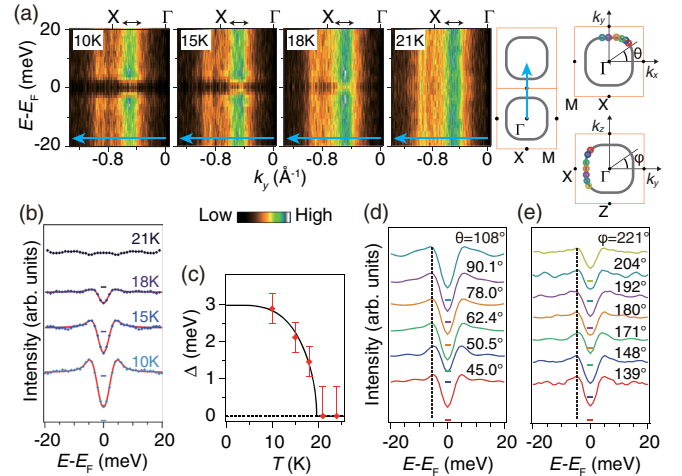 (a)
X ↔ Γ X ↔ Γ X ↔ Γ X ↔ Γ
10K 15K 18K 21K
E-E_F (meV)
20
0
-20
-0.8 0 -0.8 0 -0.8 0 -0.8 0
k_y (Å⁻¹)
Low High
Γ
X M
k_y
θ
Γ k_x
M X
k_z
φ
X Γ k_y
Z
(b)
Intensity (arb. units)
21K
18K
15K
10K
-20 0 20
E-E_F (meV)
(c)
Δ (meV)
4
3
2
1
0
0 10 20
T (K)
(d)
Intensity (arb. units)
θ=108°
90.1°
78.0°
62.4°
50.5°
45.0°
-20 0 20
E-E_F (meV)
(e)
φ=221°
204°
192°
180°
171°
148°
139°
-20 0 20
E-E_F (meV)